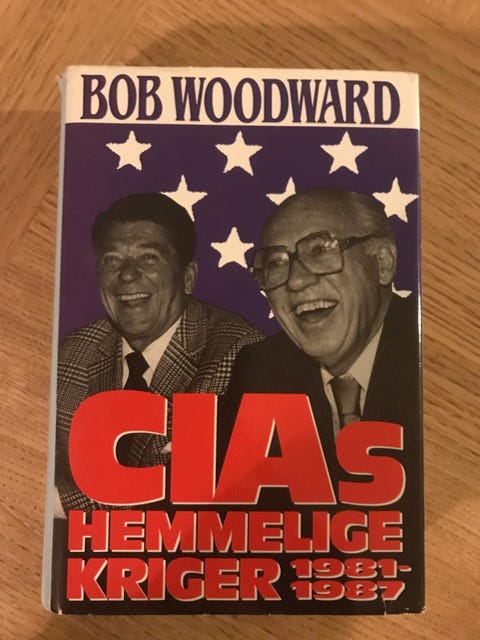 BOB WOODWARD
CIAs
HEMMELIGE
KRIGER 1981-
1987